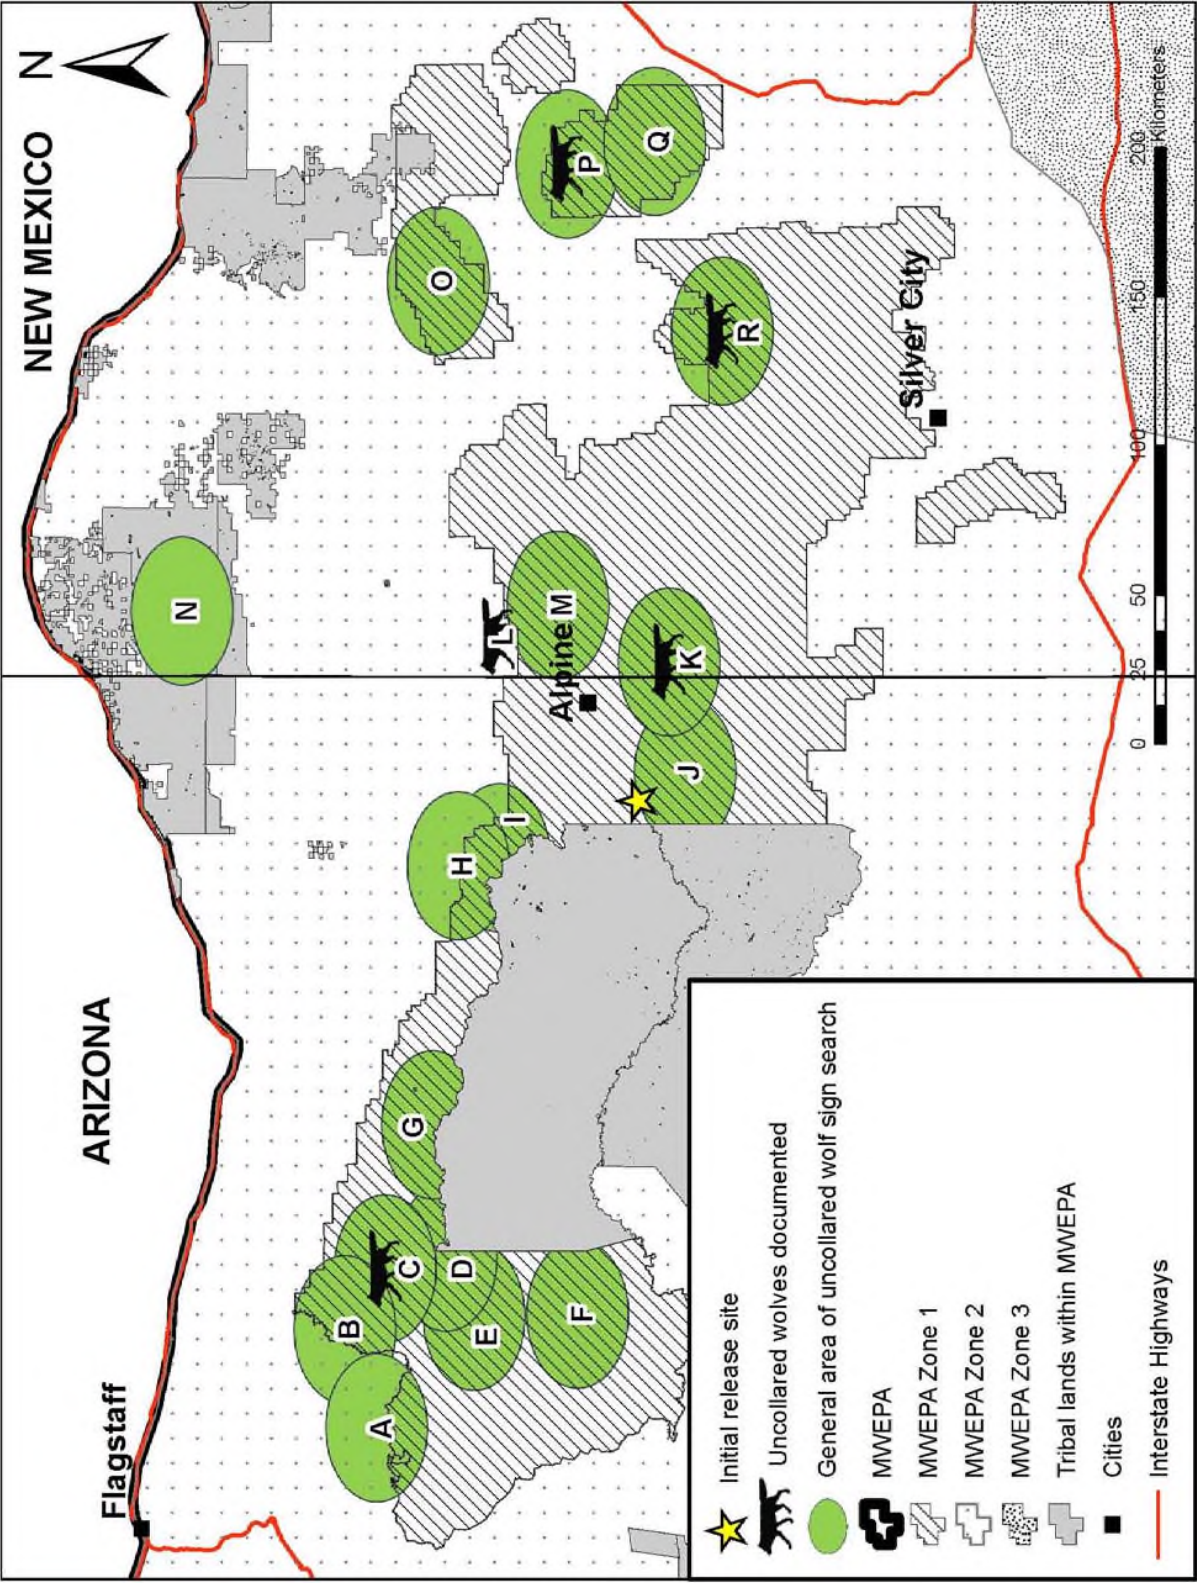 N
NEW MEXICO
ARIZONA
Flagstaff
Alpine
Silver City
A
B
C
D
E
F
G
H
I
J
K
L
M
N
O
P
Q
R
Initial release site
Uncollared wolves documented
General area of uncollared wolf sign search
MWEPA
MWEPA Zone 1
MWEPA Zone 2
MWEPA Zone 3
Tribal lands within MWEPA
Cities
Interstate Highways
0 25 50 100 150 200
Kilometers